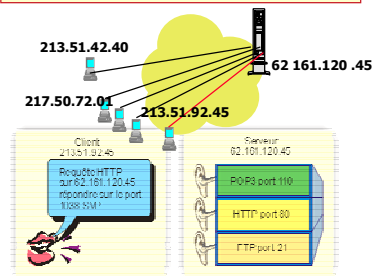 213.51.42.40
62 161.120 .45
217.50.72.01
213.51.92.45
Client
213.51.92.45
Requête HTTP
sur 62.161.120.45
répondre sur le port
1038 SVP !
Serveur
62.161.120.45
POP3 port 110
HTTP port 80
FTP port 21